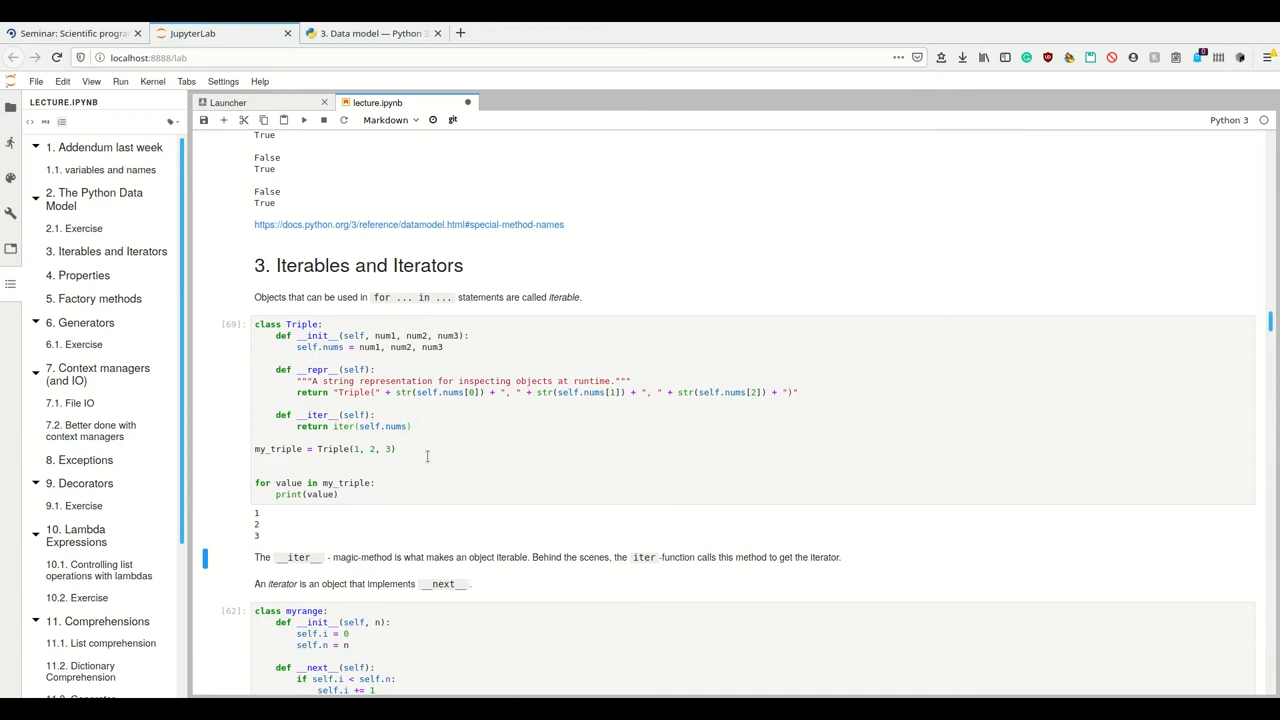 Seminar: Scientific progra
JupyterLab
3. Data model — Python 3
localhost:8888/lab
File Edit View Run Kernel Tabs Settings Help
LECTURE.IPYNB
Launcher
lecture.ipynb
Markdown
git
Python 3
1. Addendum last week
1.1. variables and names
2. The Python Data
Model
2.1. Exercise
3. Iterables and Iterators
4. Properties
5. Factory methods
6. Generators
6.1. Exercise
7. Context managers
(and IO)
7.1. File IO
7.2. Better done with
context managers
8. Exceptions
9. Decorators
9.1. Exercise
10. Lambda
Expressions
10.1. Controlling list
operations with lambdas
10.2. Exercise
11. Comprehensions
11.1. List comprehension
11.2. Dictionary
Comprehension
11.3. Generator
True
False
True
False
True
https://docs.python.org/3/reference/datamodel.html#special-method-names
3. Iterables and Iterators
Objects that can be used in for ... in ... statements are called iterable.
[69]:
class Triple:
    def __init__(self, num1, num2, num3):
        self.nums = num1, num2, num3
    def __repr__(self):
        """A string representation for inspecting objects at runtime."""
        return "Triple(" + str(self.nums[0]) + ", " + str(self.nums[1]) + ", " + str(self.nums[2]) + ")"
    def __iter__(self):
        return iter(self.nums)
my_triple = Triple(1, 2, 3)
for value in my_triple:
    print(value)
1
2
3
The __iter__ - magic-method is what makes an object iterable. Behind the scenes, the iter-function calls this method to get the iterator.
An iterator is an object that implements __next__.
[62]:
class myrange:
    def __init__(self, n):
        self.i = 0
        self.n = n
    def __next__(self):
        if self.i < self.n:
            self.i += 1